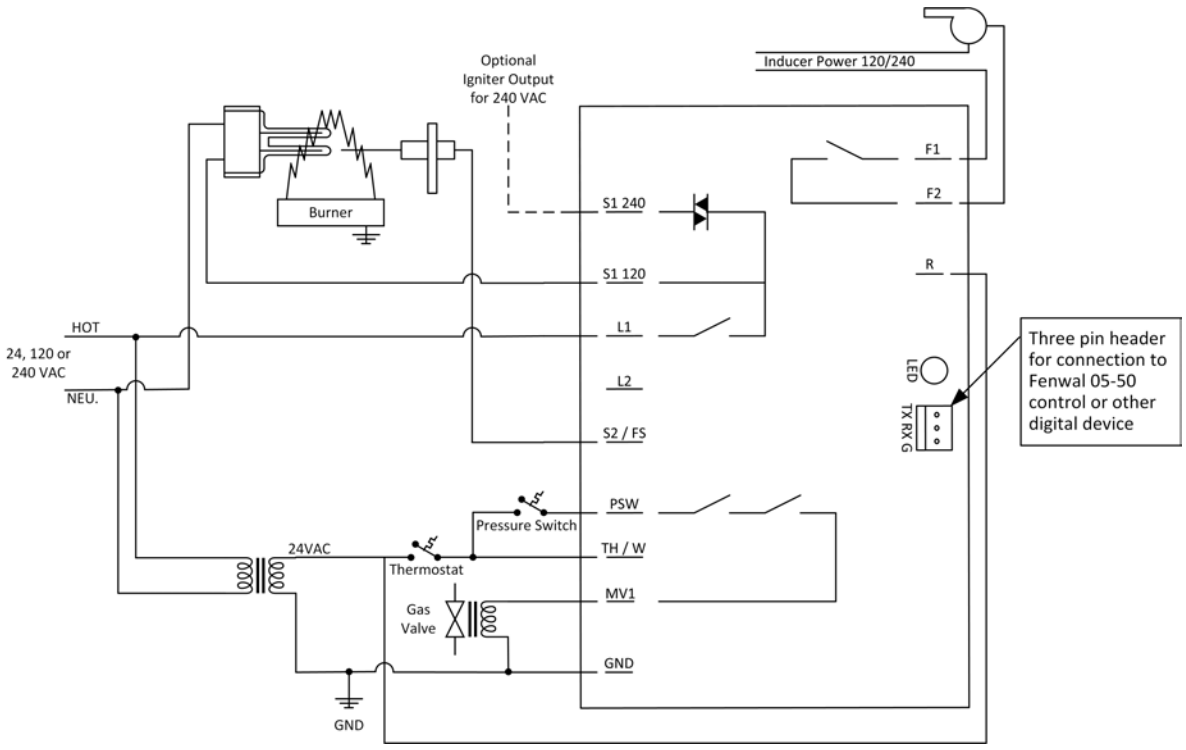 Inducer Power 120/240
Optional
Igniter Output
for 240 VAC
F1
F2
S1 240
Burner
R
S1 120
HOT
L1
24, 120 or
240 VAC
NEU.
L2
LED
TX RX G
Three pin header
for connection to
Fenwal 05-50
control or other
digital device
S2 / FS
PSW
Pressure Switch
24VAC
TH / W
Thermostat
MV1
Gas
Valve
GND
GND